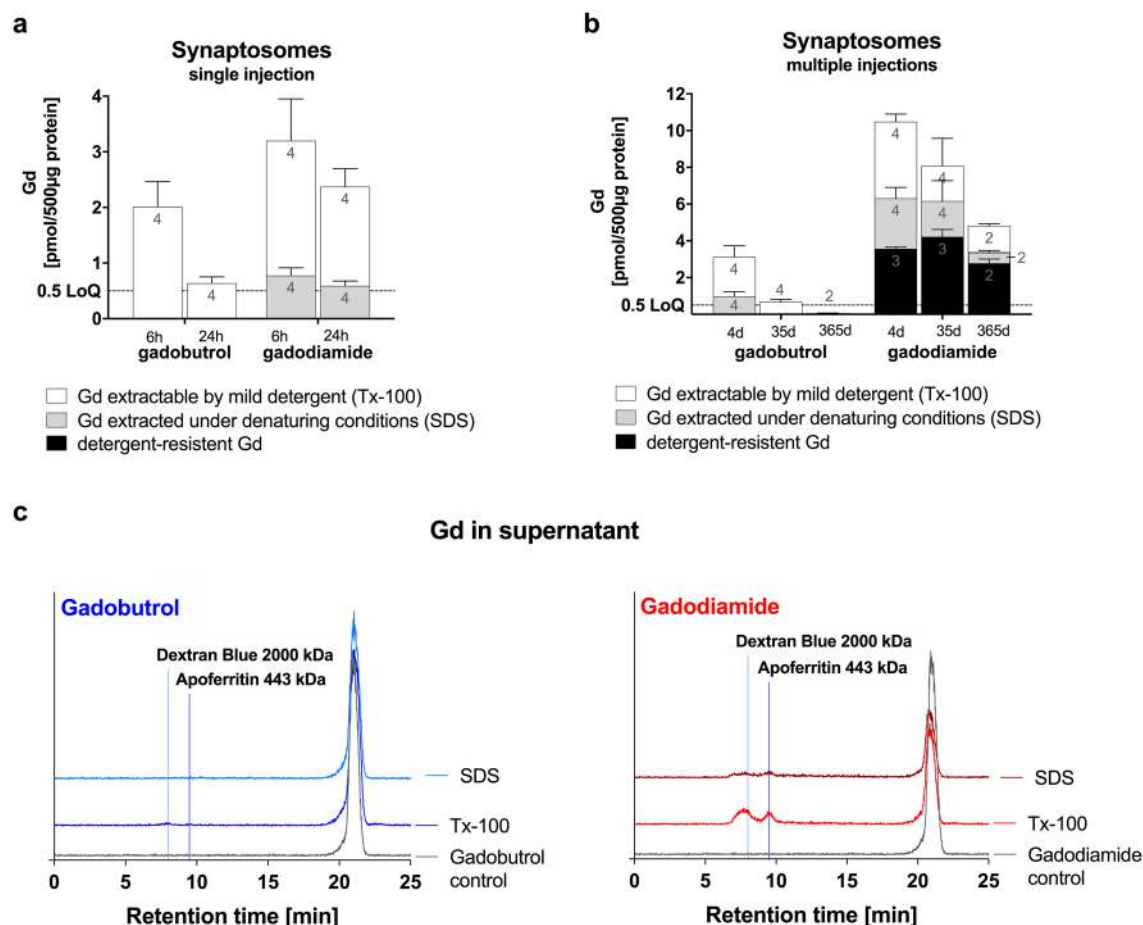 a
Synaptosomes
single injection
Gd
[pmol/500µg protein]
4
3
2
1
0.5 LoQ
0
4
4
4
4
4
4
6h
24h
6h
24h
gadobutrol
gadodiamide
Gd extractable by mild detergent (Tx-100)
Gd extracted under denaturing conditions (SDS)
detergent-resistent Gd
b
Synaptosomes
multiple injections
Gd
[pmol/500µg protein]
12
10
8
6
4
2
0.5 LoQ
4
4
4
2
4
4
3
4
4
3
2
2
2
4d
35d
365d
4d
35d
365d
gadobutrol
gadodiamide
Gd extractable by mild detergent (Tx-100)
Gd extracted under denaturing conditions (SDS)
detergent-resistent Gd
c
Gd in supernatant
Gadobutrol
Dextran Blue 2000 kDa
Apoferritin 443 kDa
SDS
Tx-100
Gadobutrol
control
0 5 10 15 20 25
Retention time [min]
Gadodiamide
Dextran Blue 2000 kDa
Apoferritin 443 kDa
SDS
Tx-100
Gadodiamide
control
0 5 10 15 20 25
Retention time [min]